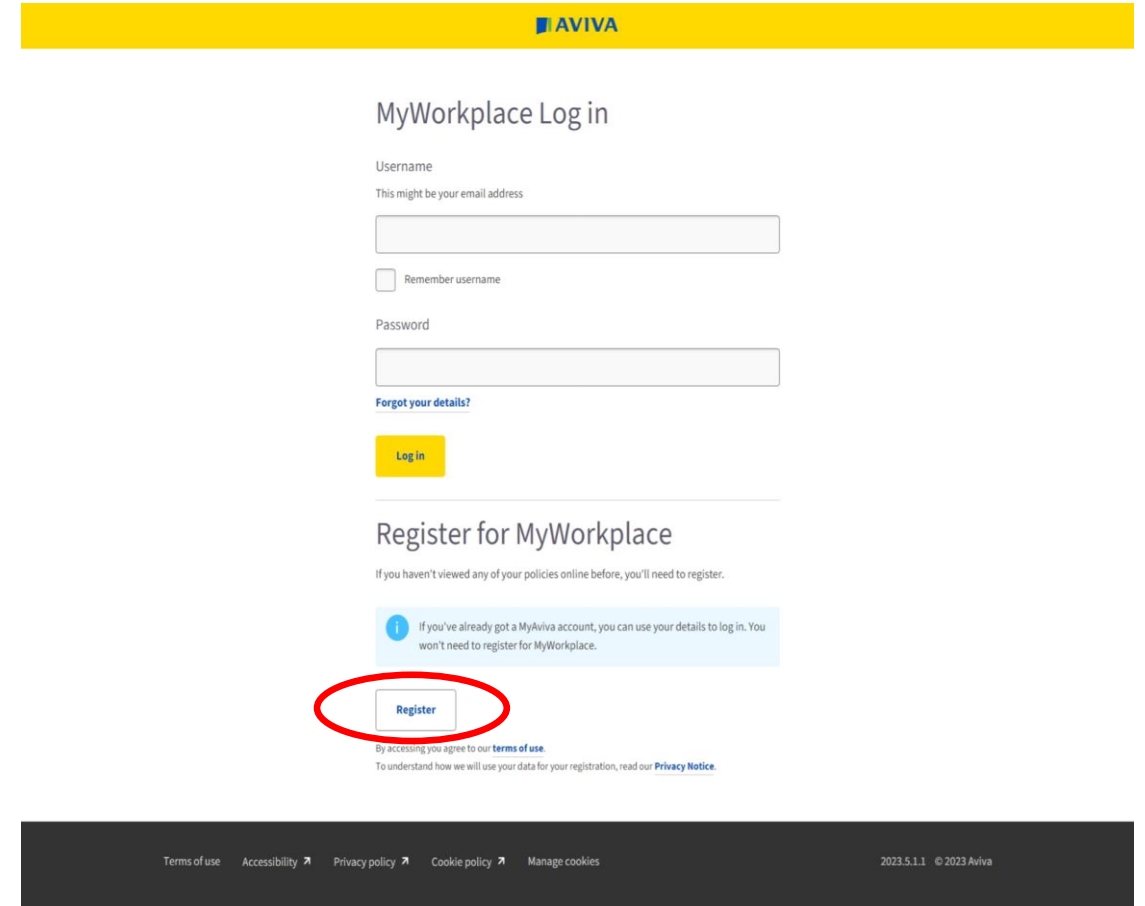 AVIVA
MyWorkplace Log in
Username
This might be your email address
Remember username
Password
Forgot your details?
Log in
Register for MyWorkplace
If you haven't viewed any of your policies online before, you'll need to register.
i
If you've already got a MyAviva account, you can use your details to log in. You
won't need to register for MyWorkplace.
Register
By accessing you agree to our terms of use.
To understand how we will use your data for your registration, read our Privacy Notice.
Terms of use Accessibility Privacy policy Cookie policy Manage cookies 2023.5.1.1 © 2023 Aviva